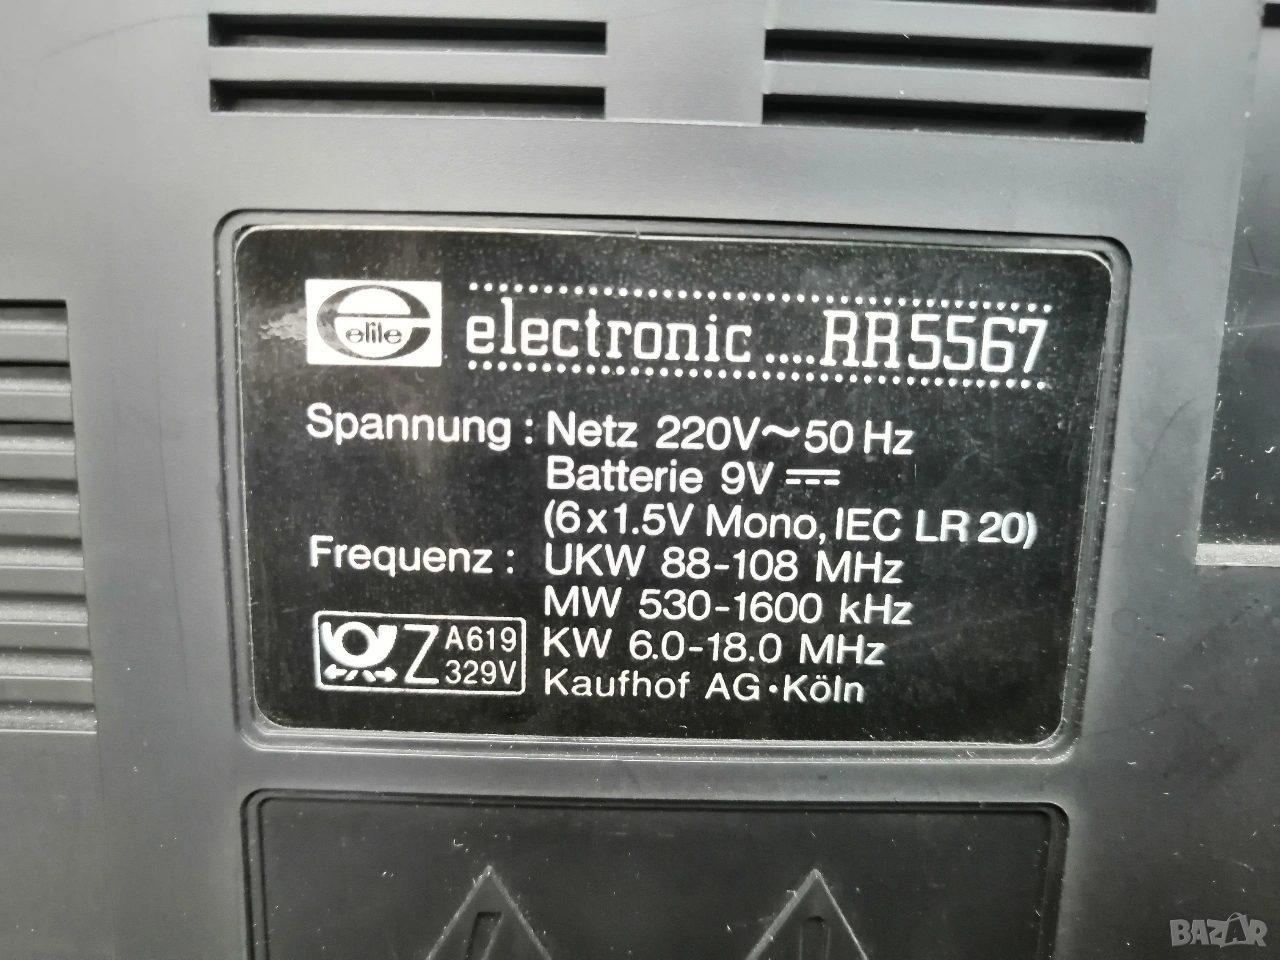 elite electronic ....RR5567
Spannung : Netz 220V~50 Hz
Batterie 9V
(6x1.5V Mono, IEC LR 20)
Frequenz : UKW 88-108 MHz
MW 530-1600 kHz
KW 6.0-18.0 MHz
Z A619
329V
Kaufhof AG·Köln
BAZAR